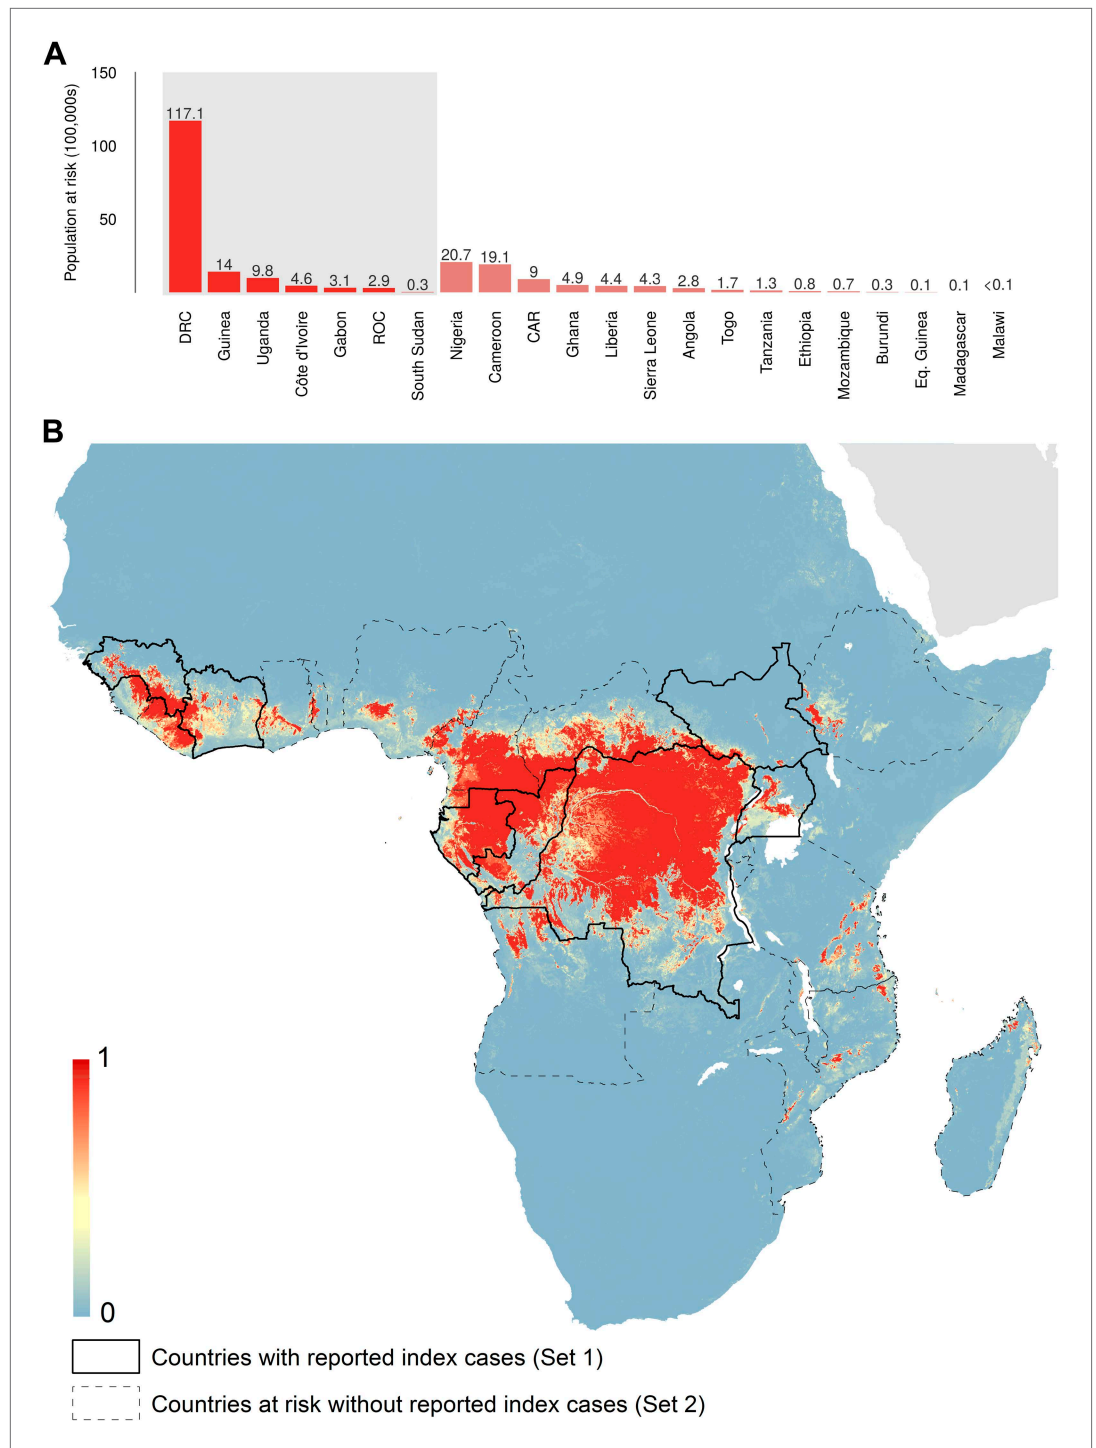 A
Population at risk (100,000s)
150
100
50
117.1
14
9.8
4.6
3.1
2.9
0.3
20.7
19.1
9
4.9
4.4
4.3
2.8
1.7
1.3
0.8
0.7
0.3
0.1
0.1
<0.1
DRC
Guinea
Uganda
Côte d'Ivoire
Gabon
ROC
South Sudan
Nigeria
Cameroon
CAR
Ghana
Liberia
Sierra Leone
Angola
Togo
Tanzania
Ethiopia
Mozambique
Burundi
Eq. Guinea
Madagascar
Malawi
B
1
0
Countries with reported index cases (Set 1)
Countries at risk without reported index cases (Set 2)